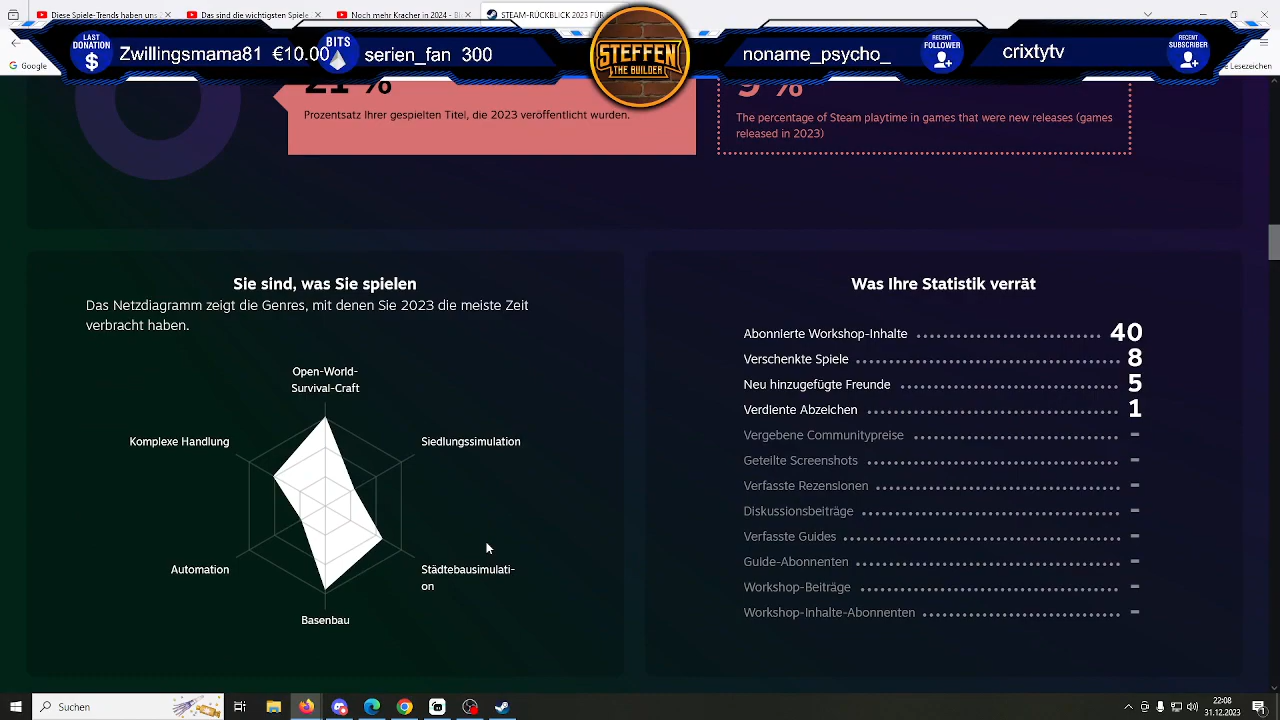 Das Playstation-Spiele-Trends
Das sind die wichtigsten Spiele
Noch mehr Kracher in 2024 - B
STEAM-RÜCKBLICK 2023 FÜR
LAST
DONATION
$
Zwillingsmama81 £10.00
BITS
serien_fan 300
STEFFEN
THE BUILDER
noname_psycho_
RECENT
FOLLOWER
crixtytv
RECENT
SUBSCRIBER
Google
Lesezeichen
21 %
Prozentsatz Ihrer gespielten Titel, die 2023 veröffentlicht wurden.
9 %
The percentage of Steam playtime in games that were new releases (games
released in 2023)
Sie sind, was Sie spielen
Das Netzdiagramm zeigt die Genres, mit denen Sie 2023 die meiste Zeit
verbracht haben.
Open-World-
Survival-Craft
Komplexe Handlung
Siedlungssimulation
Automation
Städtebausimulati-
on
Basenbau
Was Ihre Statistik verrät
Abonnierte Workshop-Inhalte 40
Verschenkte Spiele 8
Neu hinzugefügte Freunde 5
Verdiente Abzeichen 1
Vergebene Communitypreise -
Geteilte Screenshots -
Verfasste Rezensionen -
Diskussionsbeiträge -
Verfasste Guides -
Guide-Abonnenten -
Workshop-Beiträge -
Workshop-Inhalte-Abonnenten -
Suchen
22:08
31.12.2023